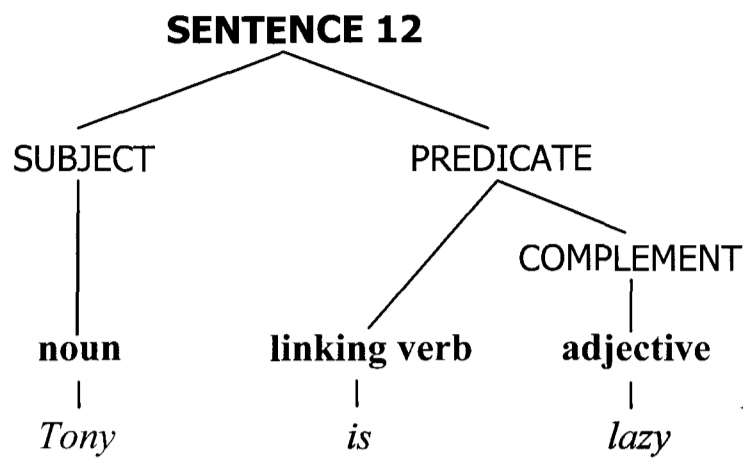 SENTENCE 12
SUBJECT PREDICATE
COMPLEMENT
noun linking verb adjective
Tony is lazy